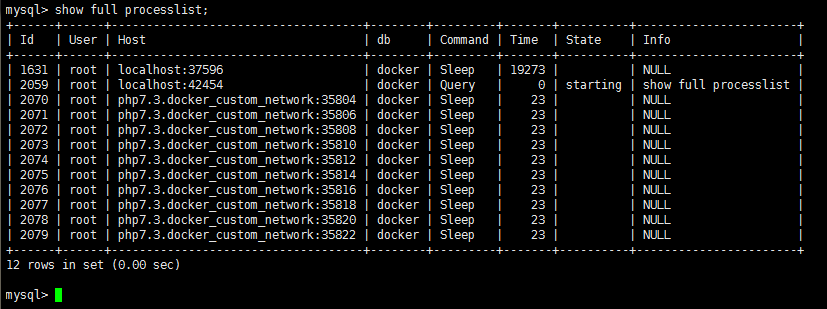 mysql> show full processlist;
+------+------+------------------------------------+--------+---------+-------+----------+-----------------------+
| Id   | User | Host                               | db     | Command | Time  | State    | Info                  |
+------+------+------------------------------------+--------+---------+-------+----------+-----------------------+
| 1631 | root | localhost:37596                    | docker | Sleep   | 19273 |          | NULL                  |
| 2059 | root | localhost:42454                    | docker | Query   |     0 | starting | show full processlist |
| 2070 | root | php7.3.docker_custom_network:35804 | docker | Sleep   |    23 |          | NULL                  |
| 2071 | root | php7.3.docker_custom_network:35806 | docker | Sleep   |    23 |          | NULL                  |
| 2072 | root | php7.3.docker_custom_network:35808 | docker | Sleep   |    23 |          | NULL                  |
| 2073 | root | php7.3.docker_custom_network:35810 | docker | Sleep   |    23 |          | NULL                  |
| 2074 | root | php7.3.docker_custom_network:35812 | docker | Sleep   |    23 |          | NULL                  |
| 2075 | root | php7.3.docker_custom_network:35814 | docker | Sleep   |    23 |          | NULL                  |
| 2076 | root | php7.3.docker_custom_network:35816 | docker | Sleep   |    23 |          | NULL                  |
| 2077 | root | php7.3.docker_custom_network:35818 | docker | Sleep   |    23 |          | NULL                  |
| 2078 | root | php7.3.docker_custom_network:35820 | docker | Sleep   |    23 |          | NULL                  |
| 2079 | root | php7.3.docker_custom_network:35822 | docker | Sleep   |    23 |          | NULL                  |
+------+------+------------------------------------+--------+---------+-------+----------+-----------------------+
12 rows in set (0.00 sec)
mysql>